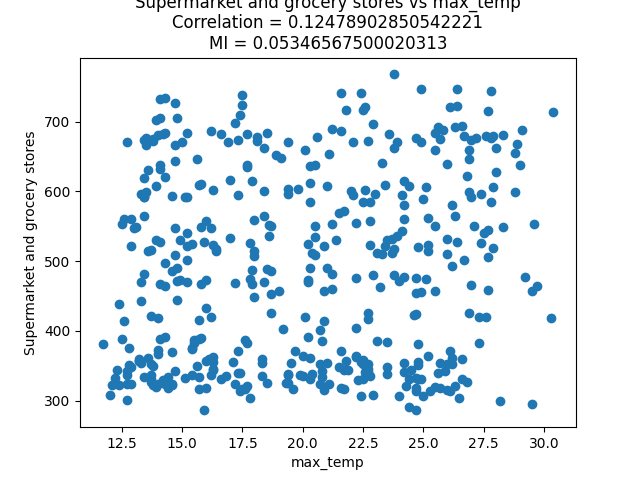 Supermarket and grocery stores vs max_temp
Correlation = 0.12478902850542221
MI = 0.05346567500020313
700
600
500
400
300
Supermarket and grocery stores
12.5 15.0 17.5 20.0 22.5 25.0 27.5 30.0
max_temp